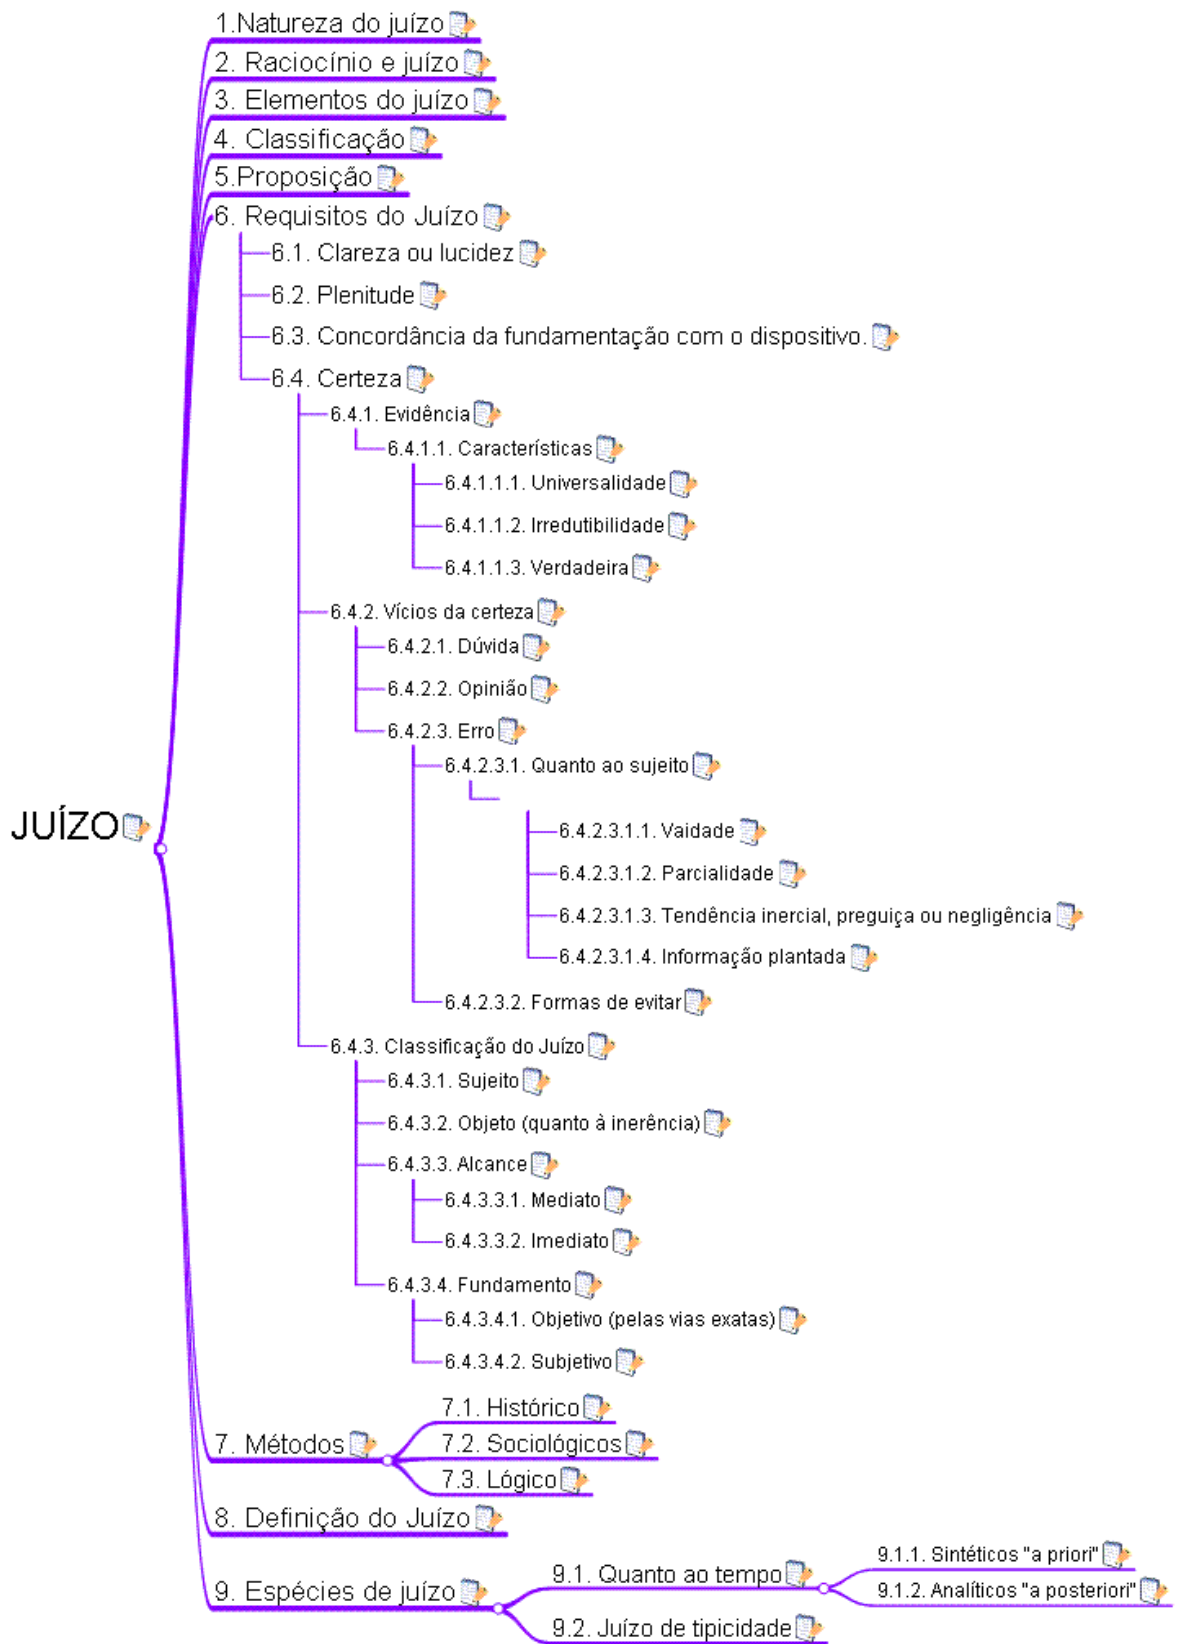 1.Natureza do juízo
2. Raciocínio e juízo
3. Elementos do juízo
4. Classificação
5.Proposição
6. Requisitos do Juízo
6.1. Clareza ou lucidez
6.2. Plenitude
6.3. Concordância da fundamentação com o dispositivo.
6.4. Certeza
6.4.1. Evidência
6.4.1.1. Características
6.4.1.1.1. Universalidade
6.4.1.1.2. Irredutibilidade
6.4.1.1.3. Verdadeira
6.4.2. Vícios da certeza
6.4.2.1. Dúvida
6.4.2.2. Opinião
6.4.2.3. Erro
6.4.2.3.1. Quanto ao sujeito
JUÍZO
6.4.2.3.1.1. Vaidade
6.4.2.3.1.2. Parcialidade
6.4.2.3.1.3. Tendência inercial, preguiça ou negligência
6.4.2.3.1.4. Informação plantada
6.4.2.3.2. Formas de evitar
6.4.3. Classificação do Juízo
6.4.3.1. Sujeito
6.4.3.2. Objeto (quanto à inerência)
6.4.3.3. Alcance
6.4.3.3.1. Mediato
6.4.3.3.2. Imediato
6.4.3.4. Fundamento
6.4.3.4.1. Objetivo (pelas vias exatas)
6.4.3.4.2. Subjetivo
7. Métodos
7.1. Histórico
7.2. Sociológicos
7.3. Lógico
8. Definição do Juízo
9. Espécies de juízo
9.1. Quanto ao tempo
9.1.1. Sintéticos "a priori"
9.1.2. Analíticos "a posteriori"
9.2. Juízo de tipicidade